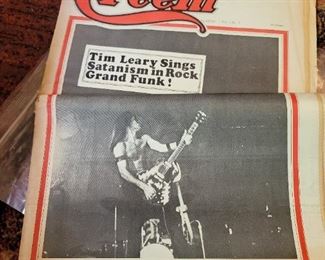 Creem
Tim Leary Sings
Satanism in Rock
Grand Funk!